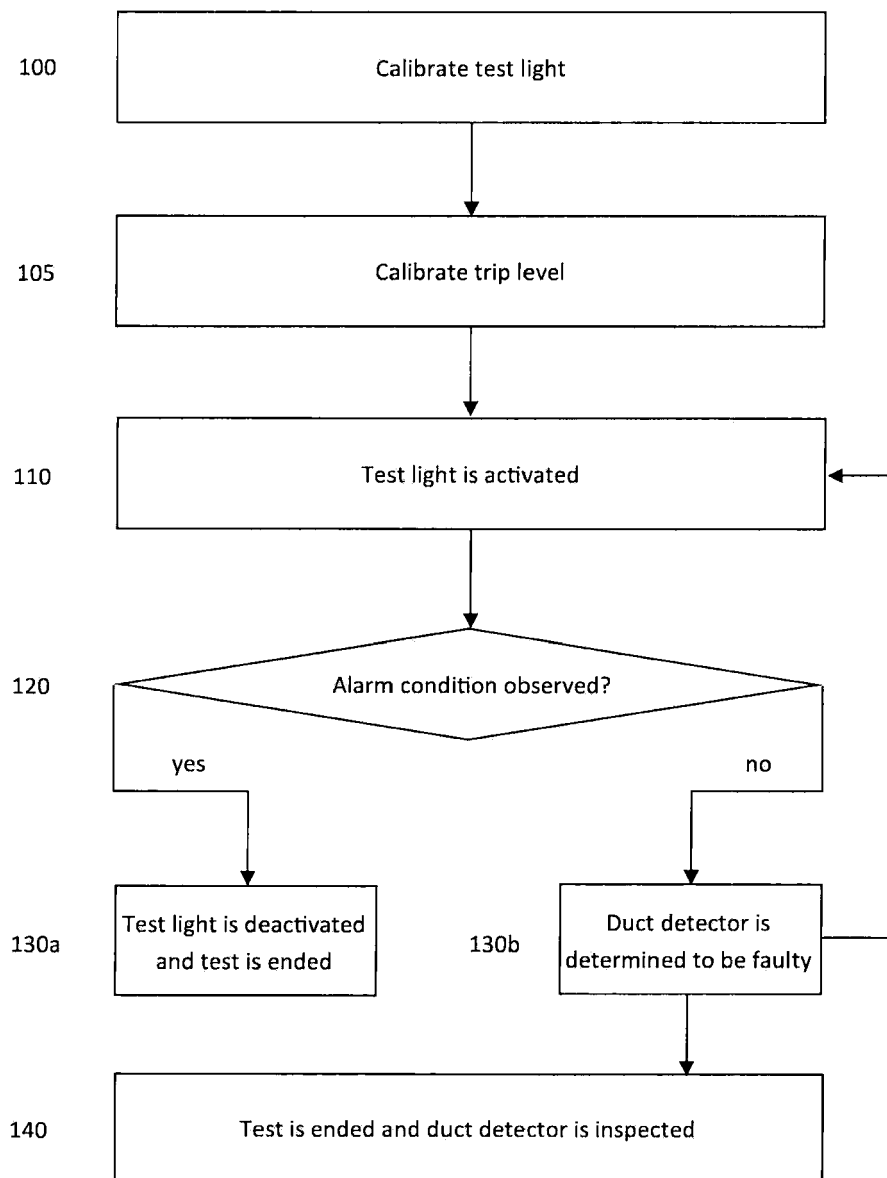 100
Calibrate test light
105
Calibrate trip level
110
Test light is activated
120
Alarm condition observed?
yes
no
130a
Test light is deactivated
and test is ended
130b
Duct detector is
determined to be faulty
140
Test is ended and duct detector is inspected